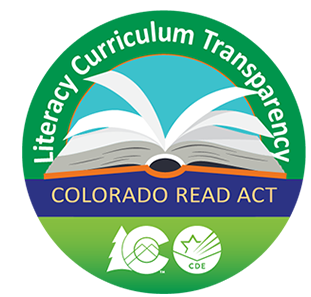 Literacy Curriculum Transparency
COLORADO READ ACT
CDE